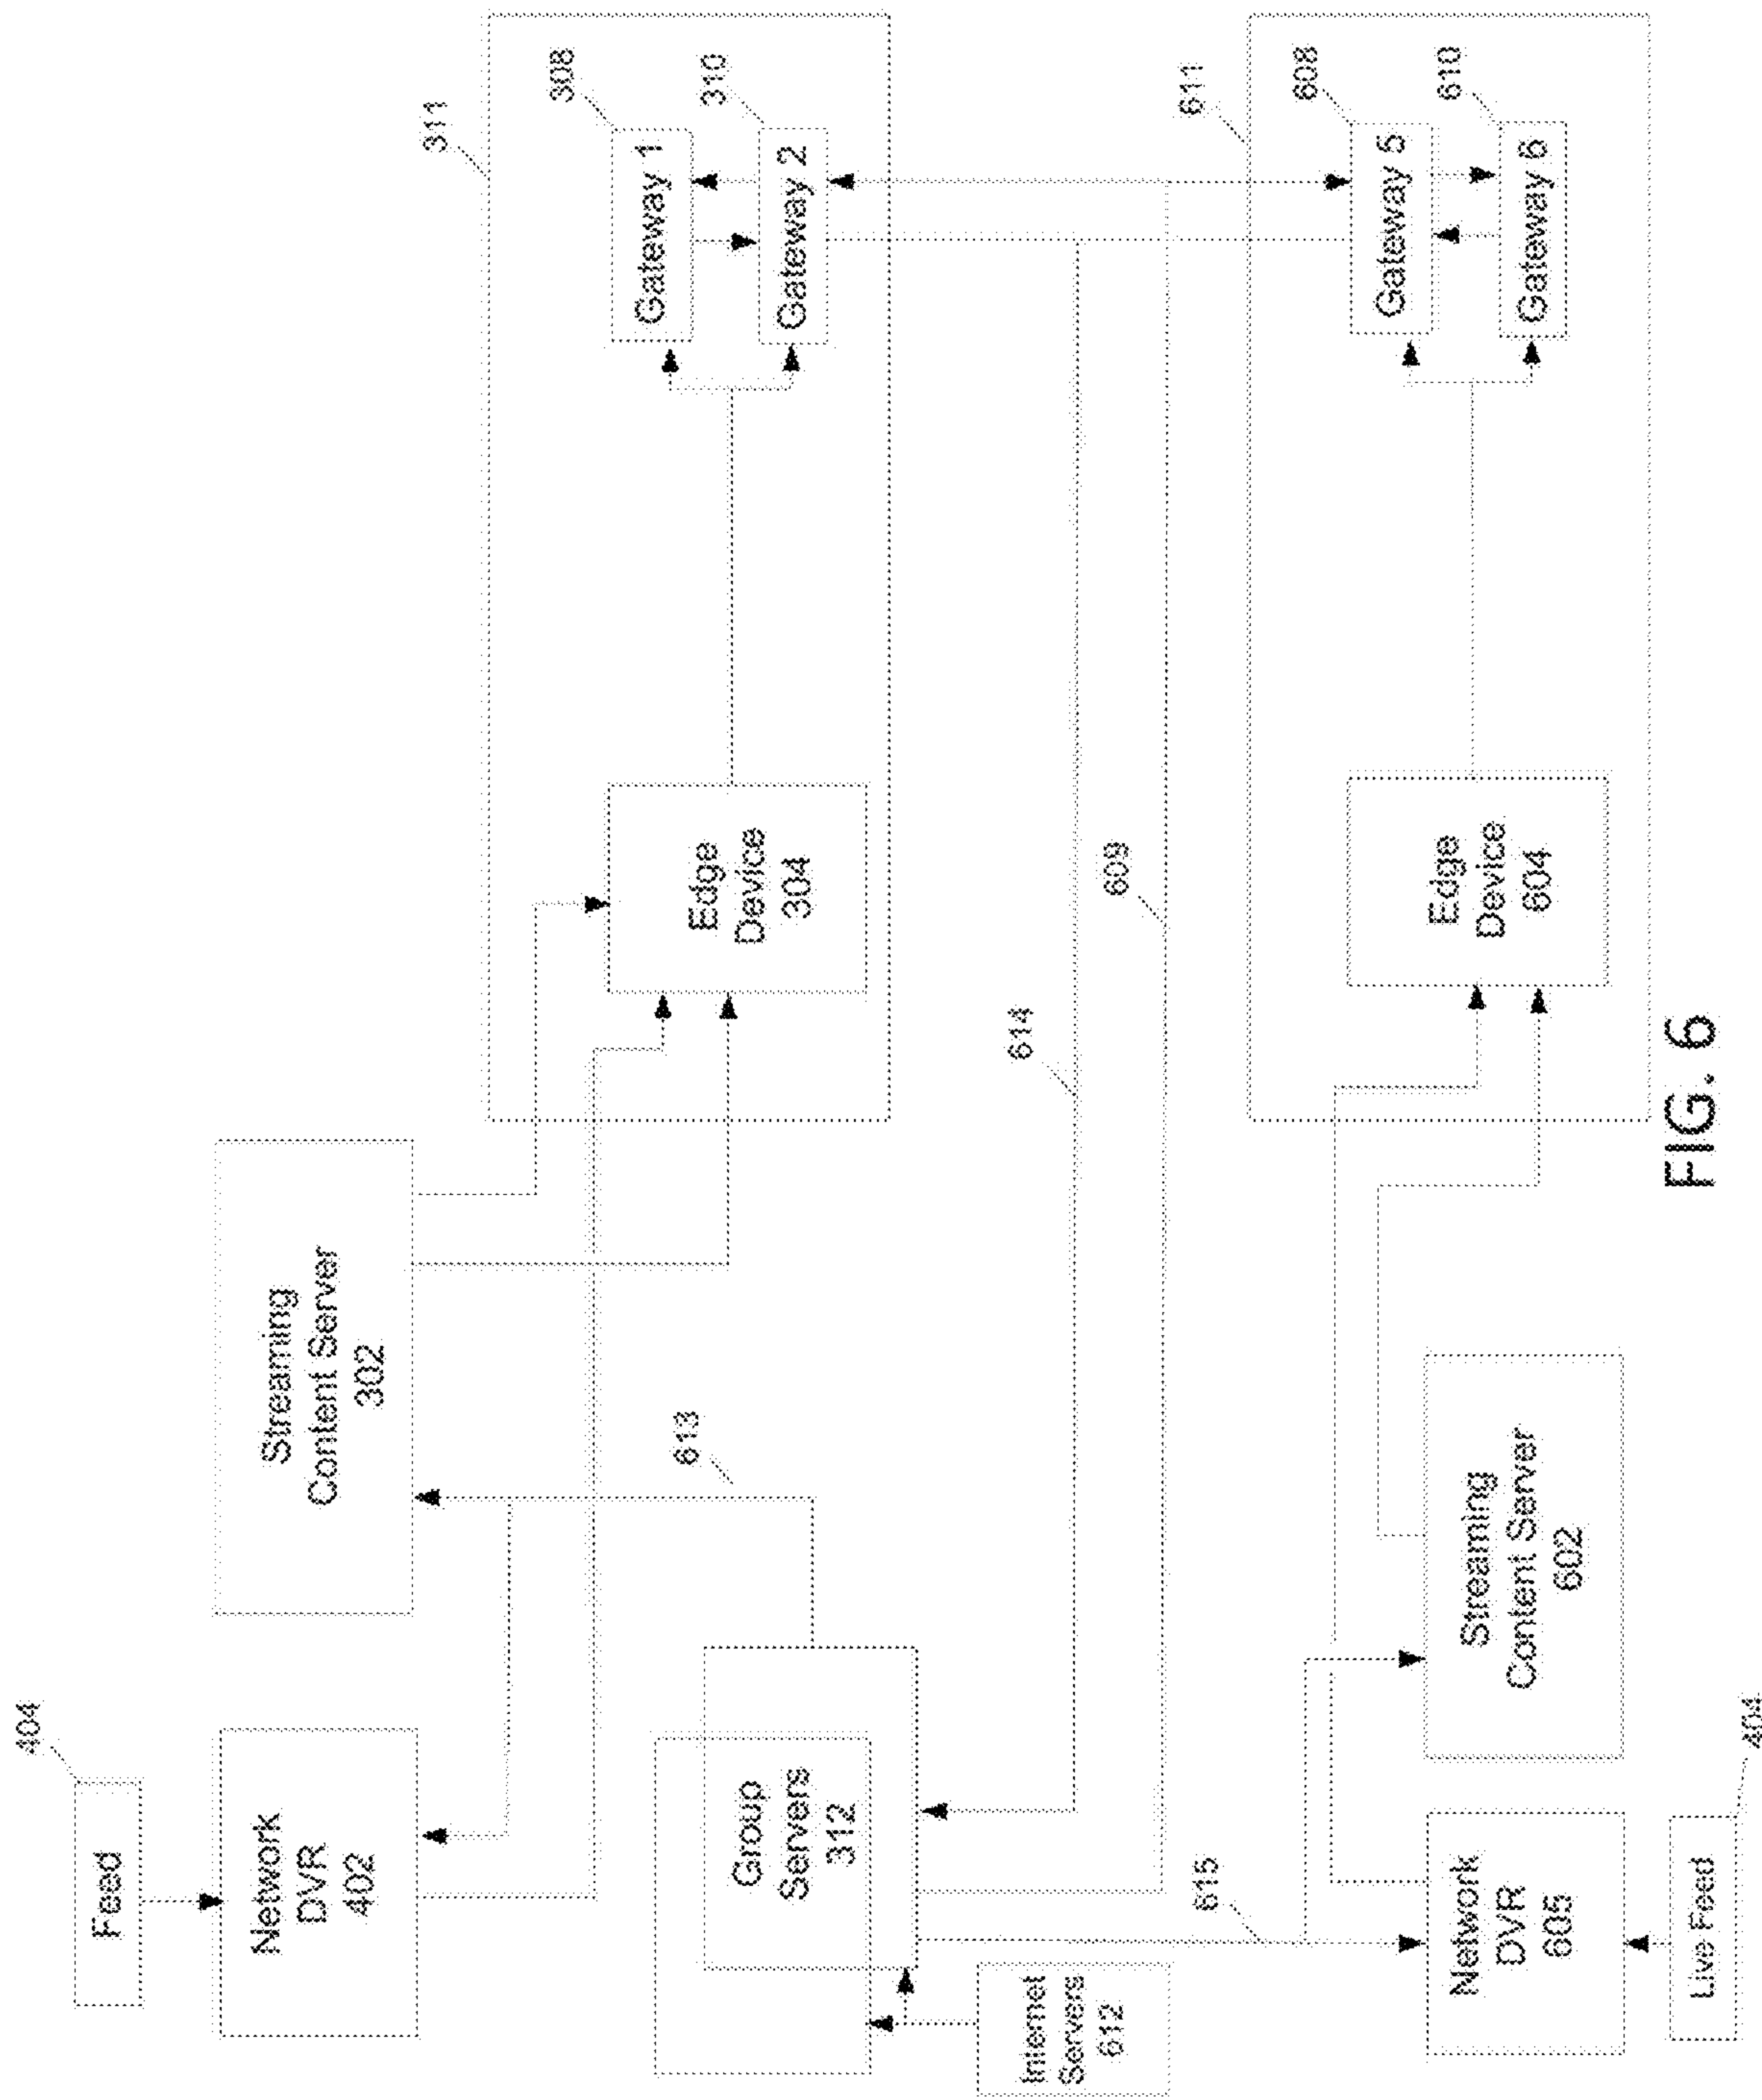 404
Feed
Network
DVR
402
Streaming
Content Server
302
311
308
Gateway 1
310
Gateway 2
Edge
Device
304
613
Group
Servers
312
614
609
Internet
Servers
612
615
Network
DVR
605
Live Feed
404
Streaming
Content Server
602
611
608
Gateway 5
610
Gateway 6
Edge
Device
604
FIG. 6